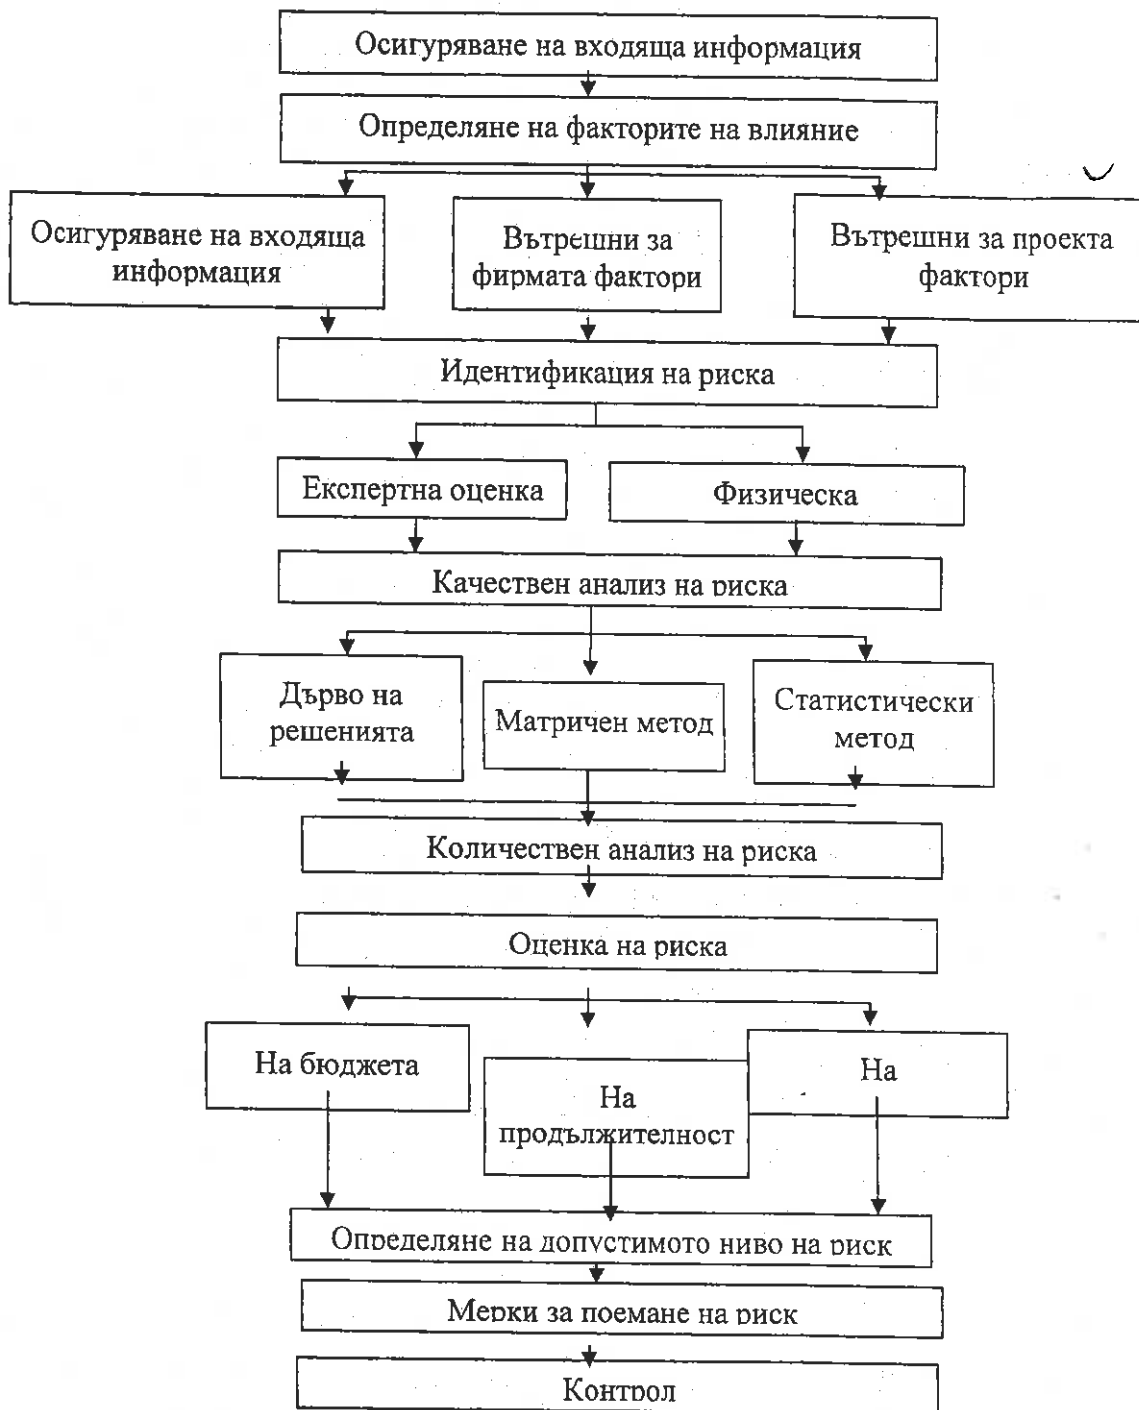 Осигуряване на входяща информация
Определяне на факторите на влияние
Осигуряване на входяща
информация
Вътрешни за
фирмата фактори
Вътрешни за проекта
фактори
Идентификация на риска
Експертна оценка
Физическа
Качествен анализ на риска
Дърво на
решенията
Матричен метод
Статистически
метод
Количествен анализ на риска
Оценка на риска
На бюджета
На
продължителност
На
Определяне на допустимото ниво на риск
Мерки за поемане на риск
Контрол